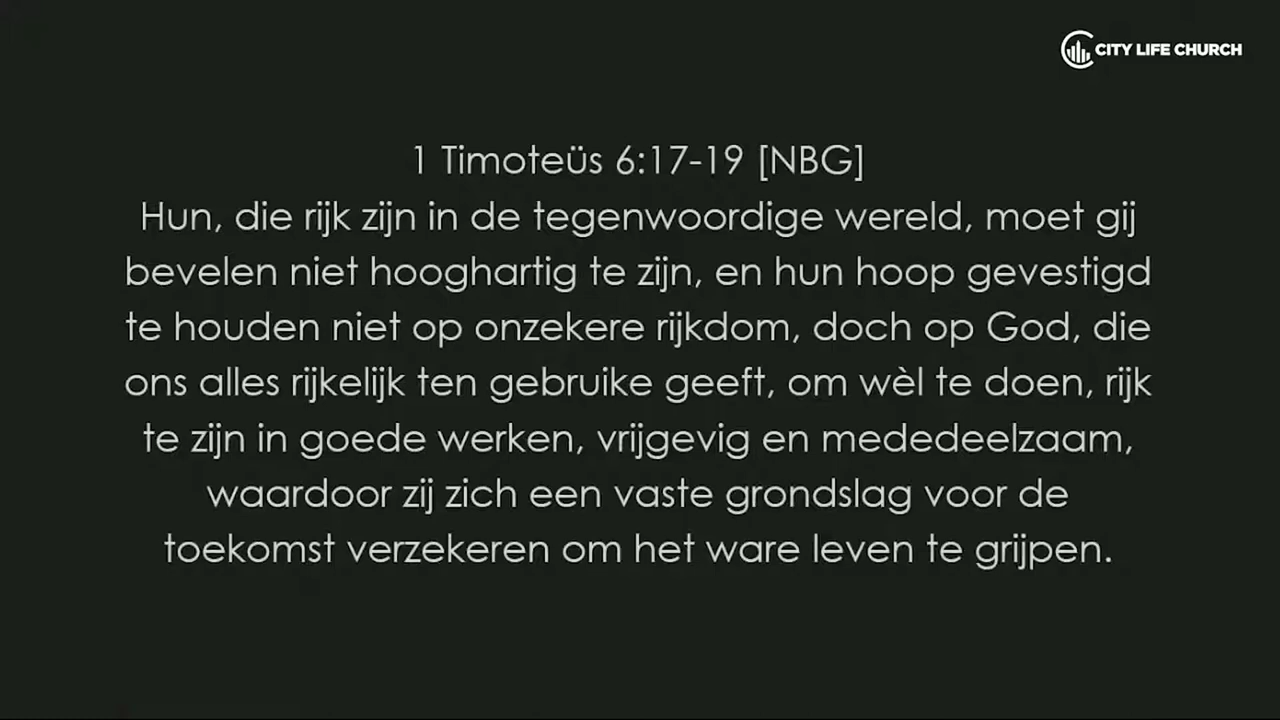 CITY LIFE CHURCH
1 Timoteüs 6:17-19 [NBG]
Hun, die rijk zijn in de tegenwoordige wereld, moet gij
bevelen niet hooghartig te zijn, en hun hoop gevestigd
te houden niet op onzekere rijkdom, doch op God, die
ons alles rijkelijk ten gebruike geeft, om wèl te doen, rijk
te zijn in goede werken, vrijgevig en mededeelzaam,
waardoor zij zich een vaste grondslag voor de
toekomst verzekeren om het ware leven te grijpen.